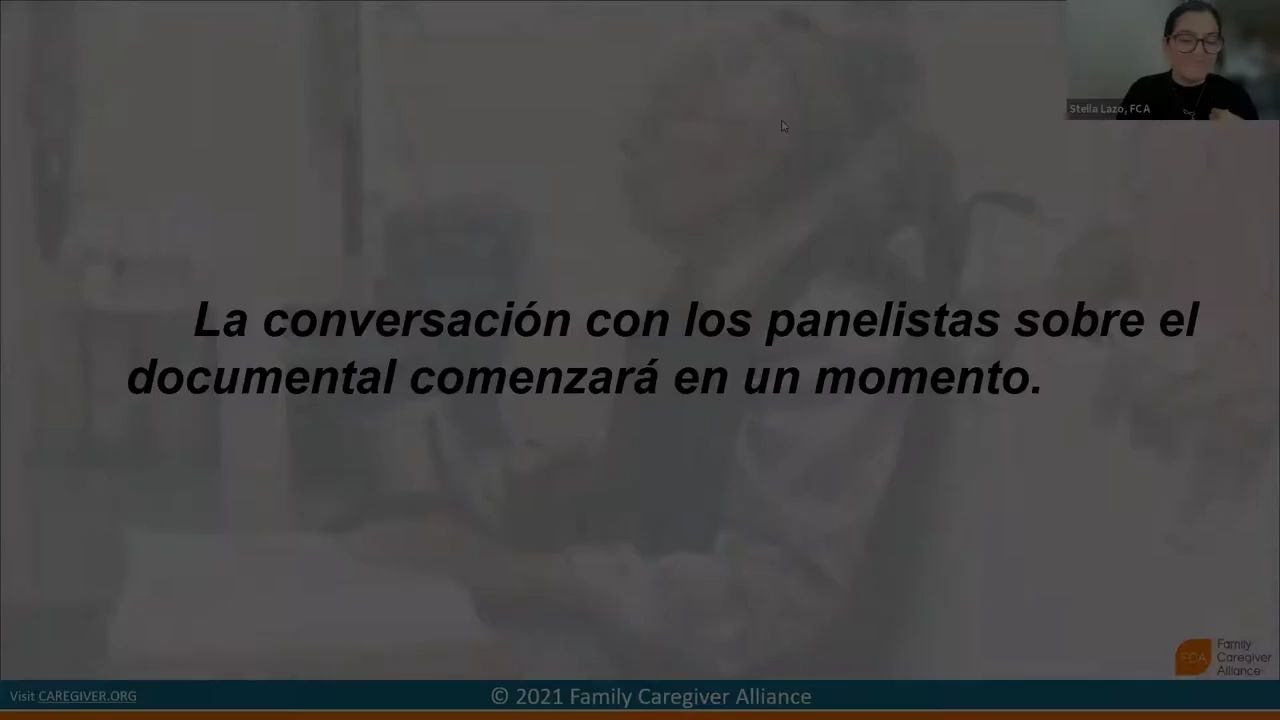 Stella Lazo, FCA
La conversación con los panelistas sobre el
documental comenzará en un momento.
FCA
Family
Caregiver
Alliance
Visit CAREGIVER.ORG
© 2021 Family Caregiver Alliance